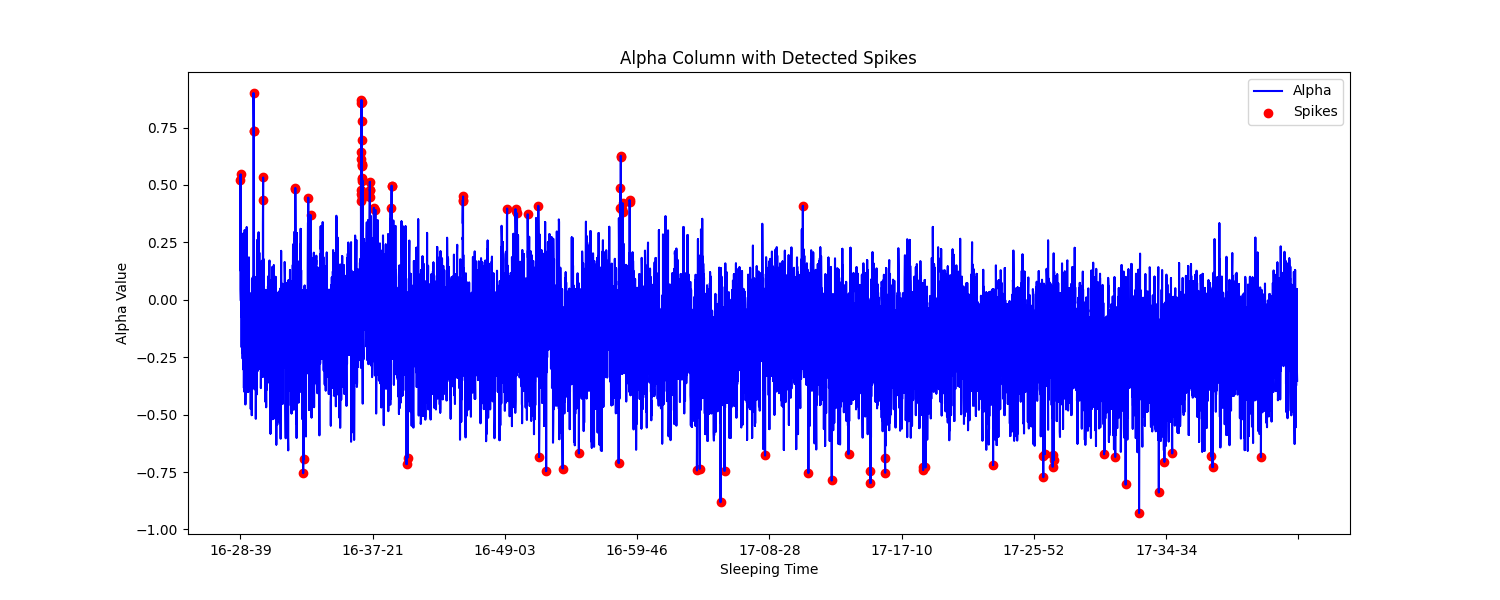 Alpha Column with Detected Spikes
Alpha
Spikes
0.75
0.50
0.25
0.00
−0.25
−0.50
−0.75
−1.00
Alpha Value
16-28-39 16-37-21 16-49-03 16-59-46 17-08-28 17-17-10 17-25-52 17-34-34
Sleeping Time